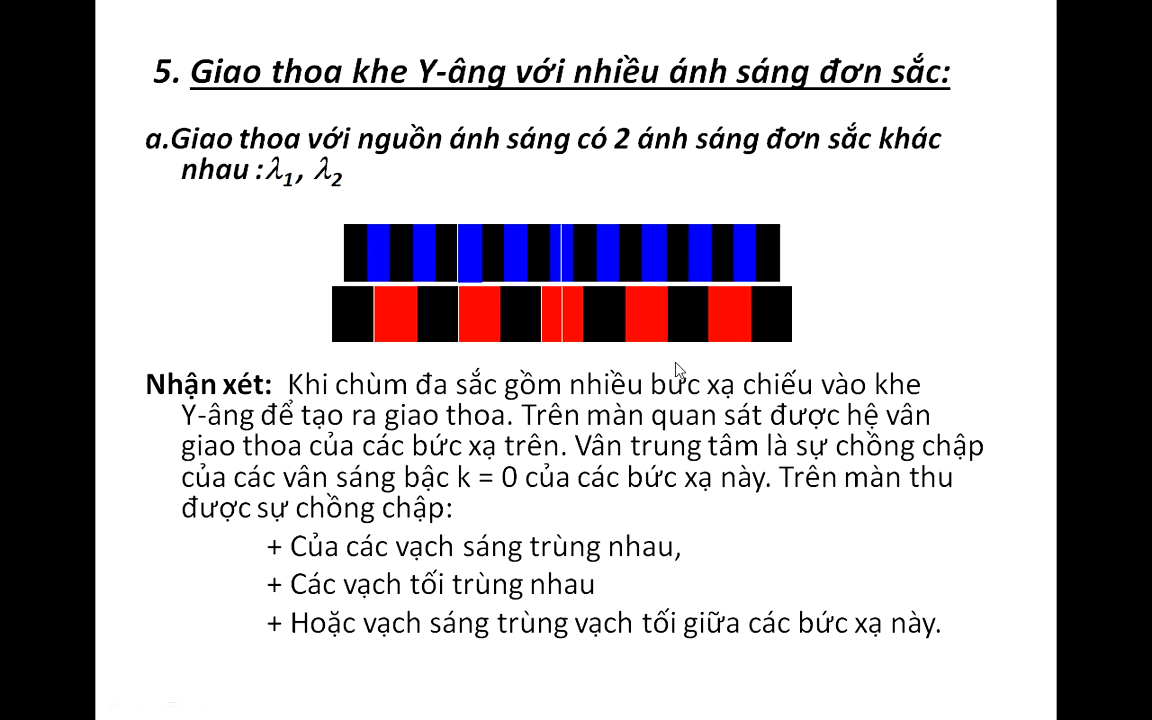 5. Giao thoa khe Y-âng với nhiều ánh sáng đơn sắc:
a.Giao thoa với nguồn ánh sáng có 2 ánh sáng đơn sắc khác
nhau :λ1, λ2
Nhận xét: Khi chùm đa sắc gồm nhiều bức xạ chiếu vào khe
Y-âng để tạo ra giao thoa. Trên màn quan sát được hệ vân
giao thoa của các bức xạ trên. Vân trung tâm là sự chồng chập
của các vân sáng bậc k = 0 của các bức xạ này. Trên màn thu
được sự chồng chập:
+ Của các vạch sáng trùng nhau,
+ Các vạch tối trùng nhau
+ Hoặc vạch sáng trùng vạch tối giữa các bức xạ này.